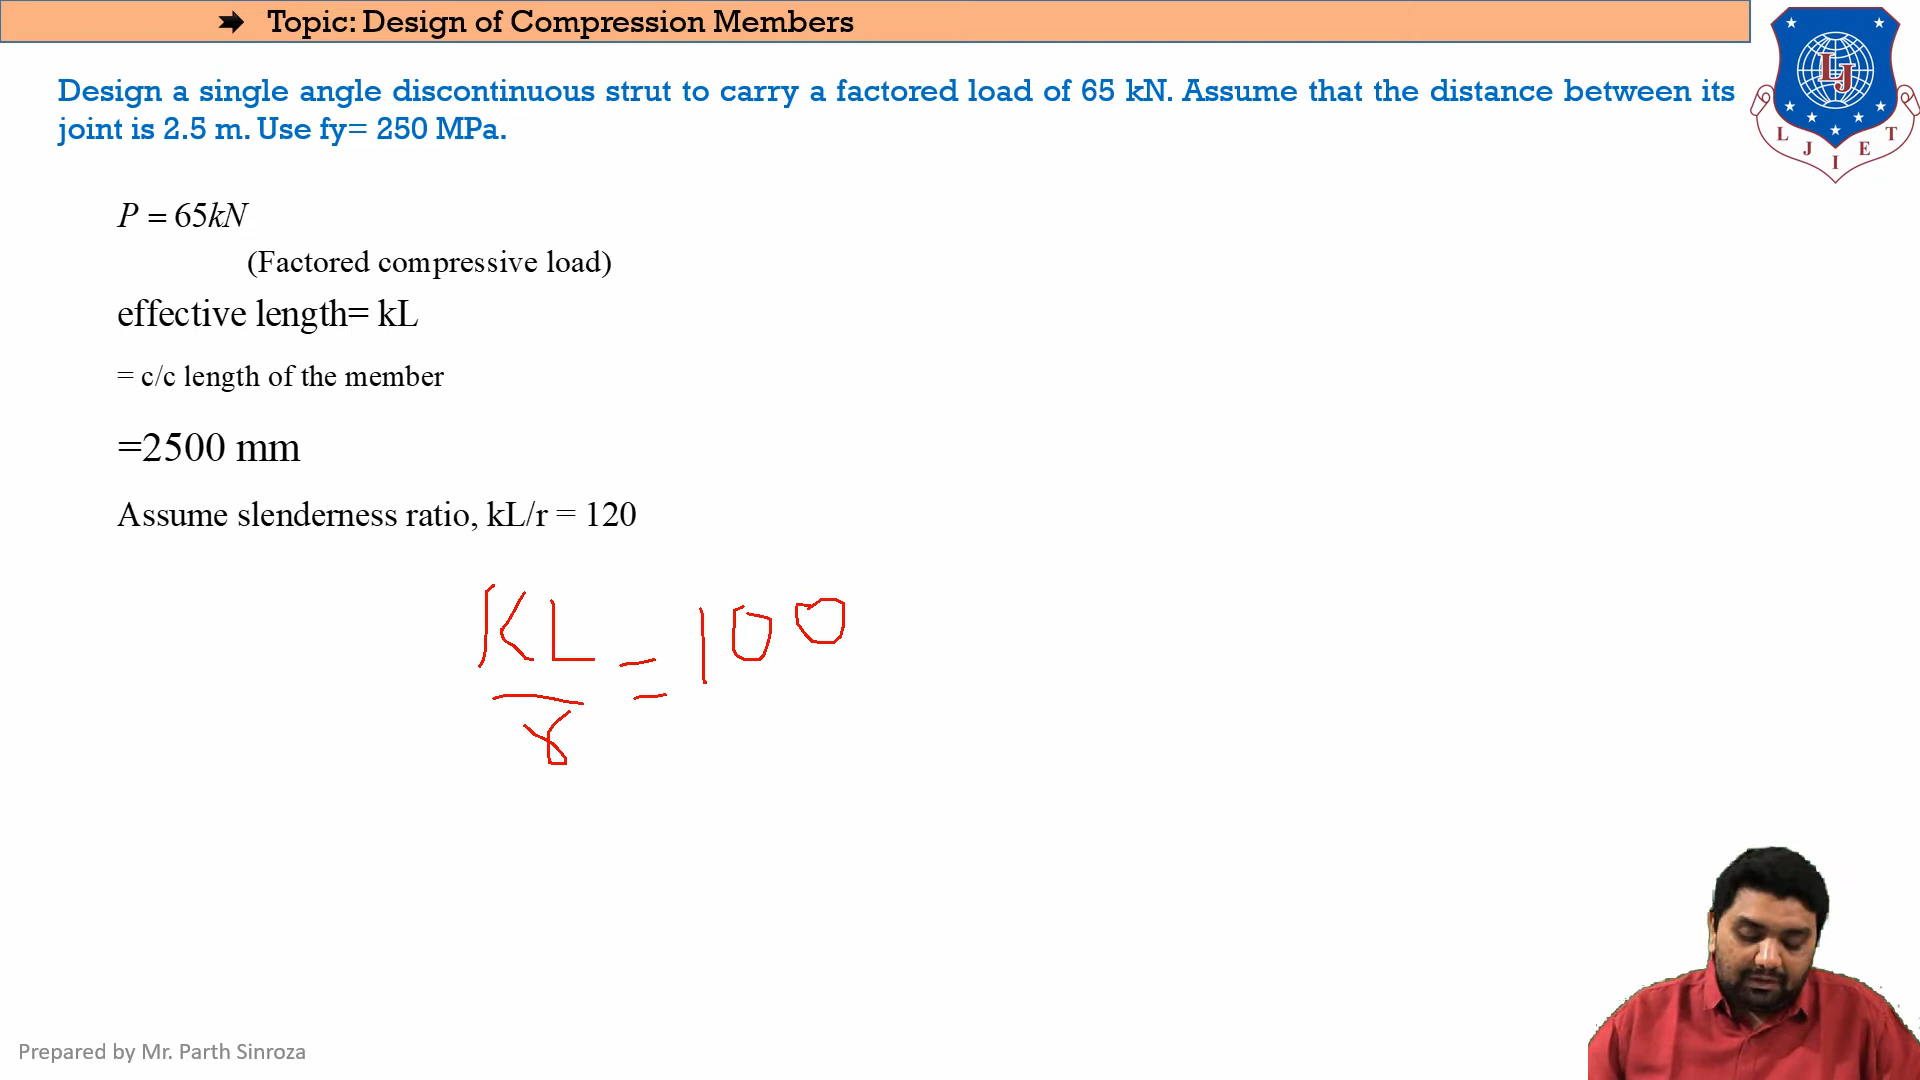 Topic: Design of Compression Members
Design a single angle discontinuous strut to carry a factored load of 65 kN. Assume that the distance between its
joint is 2.5 m. Use fy= 250 MPa.
LJ
L J I E T
P = 65kN
(Factored compressive load)
effective length= kL
= c/c length of the member
=2500 mm
Assume slenderness ratio, kL/r = 120
KL/r = 100
Prepared by Mr. Parth Sinroza